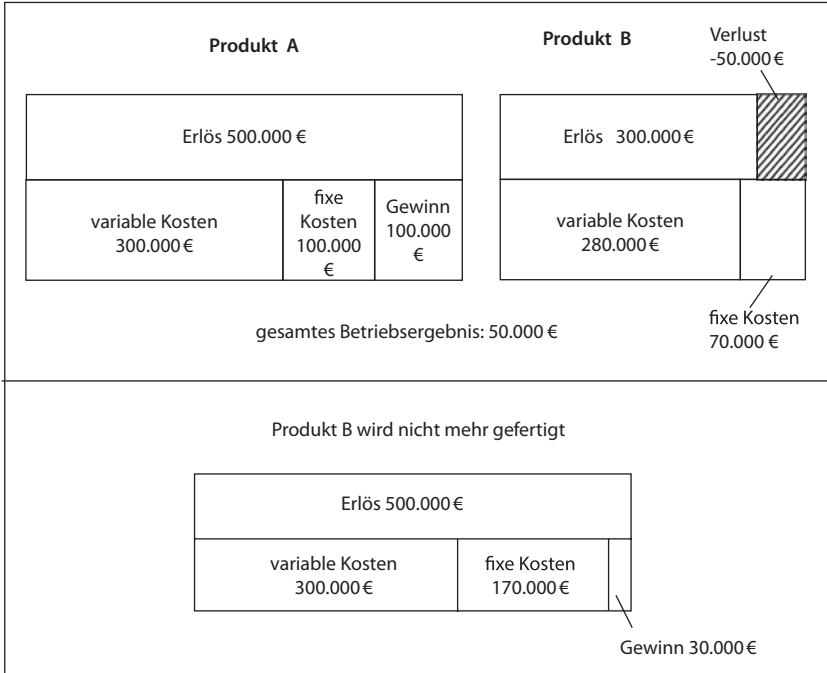 Produkt A
Produkt B
Verlust
-50.000 €
Erlös 500.000 €
variable Kosten
300.000 €
fixe
Kosten
100.000
€
Gewinn
100.000
€
Erlös 300.000 €
variable Kosten
280.000 €
fixe Kosten
70.000 €
gesamtes Betriebsergebnis: 50.000 €
Produkt B wird nicht mehr gefertigt
Erlös 500.000 €
variable Kosten
300.000 €
fixe Kosten
170.000 €
Gewinn 30.000 €